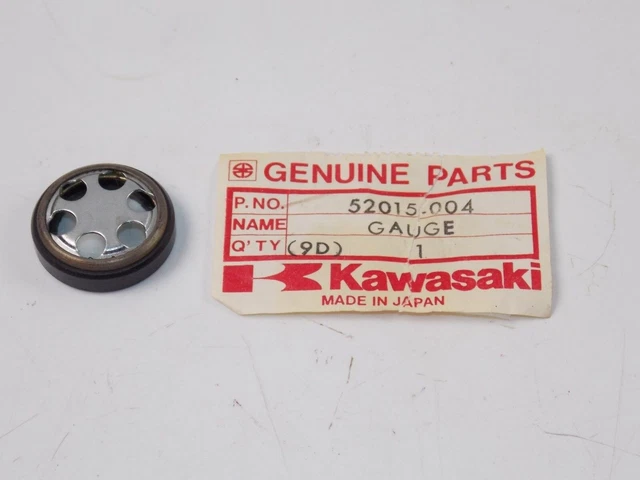 GENUINE PARTS
P. NO. 52015-004
NAME GAUGE
Q'TY (9D) 1
Kawasaki
MADE IN JAPAN